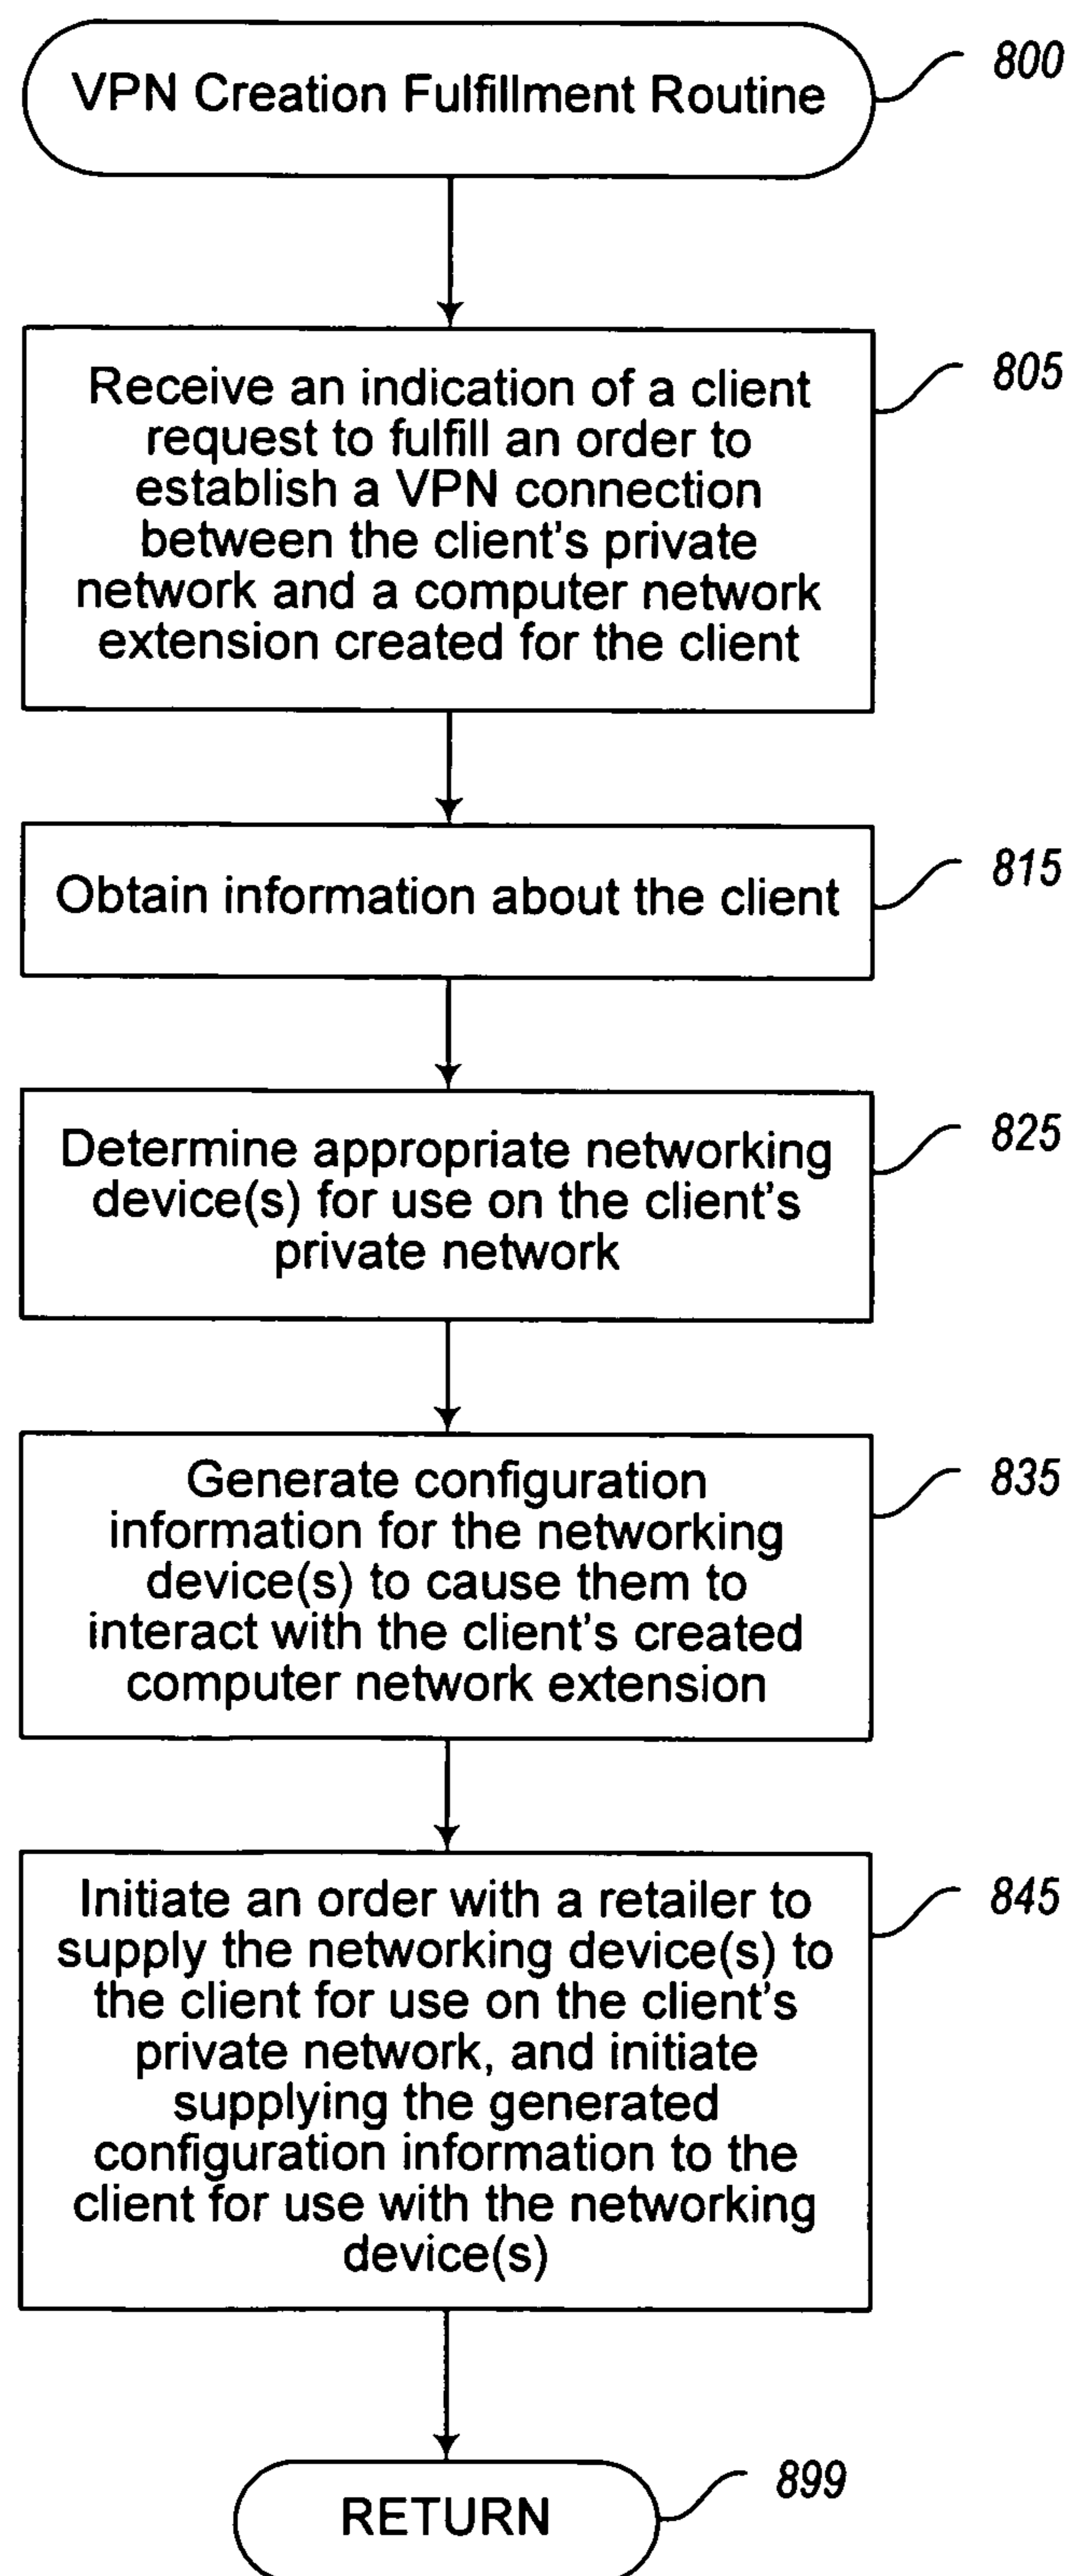 VPN Creation Fulfillment Routine
800
Receive an indication of a client
request to fulfill an order to
establish a VPN connection
between the client's private
network and a computer network
extension created for the client
805
Obtain information about the client
815
Determine appropriate networking
device(s) for use on the client's
private network
825
Generate configuration
information for the networking
device(s) to cause them to
interact with the client's created
computer network extension
835
Initiate an order with a retailer to
supply the networking device(s) to
the client for use on the client's
private network, and initiate
supplying the generated
configuration information to the
client for use with the networking
device(s)
845
RETURN
899